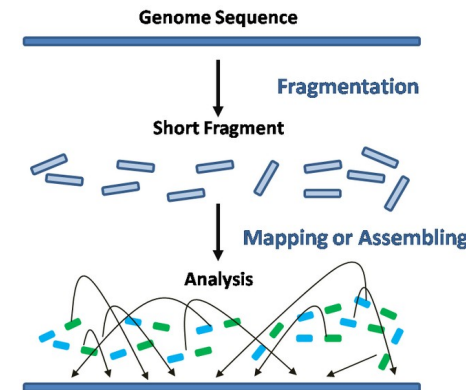 Genome Sequence
Fragmentation
Short Fragment
Mapping or Assembling
Analysis